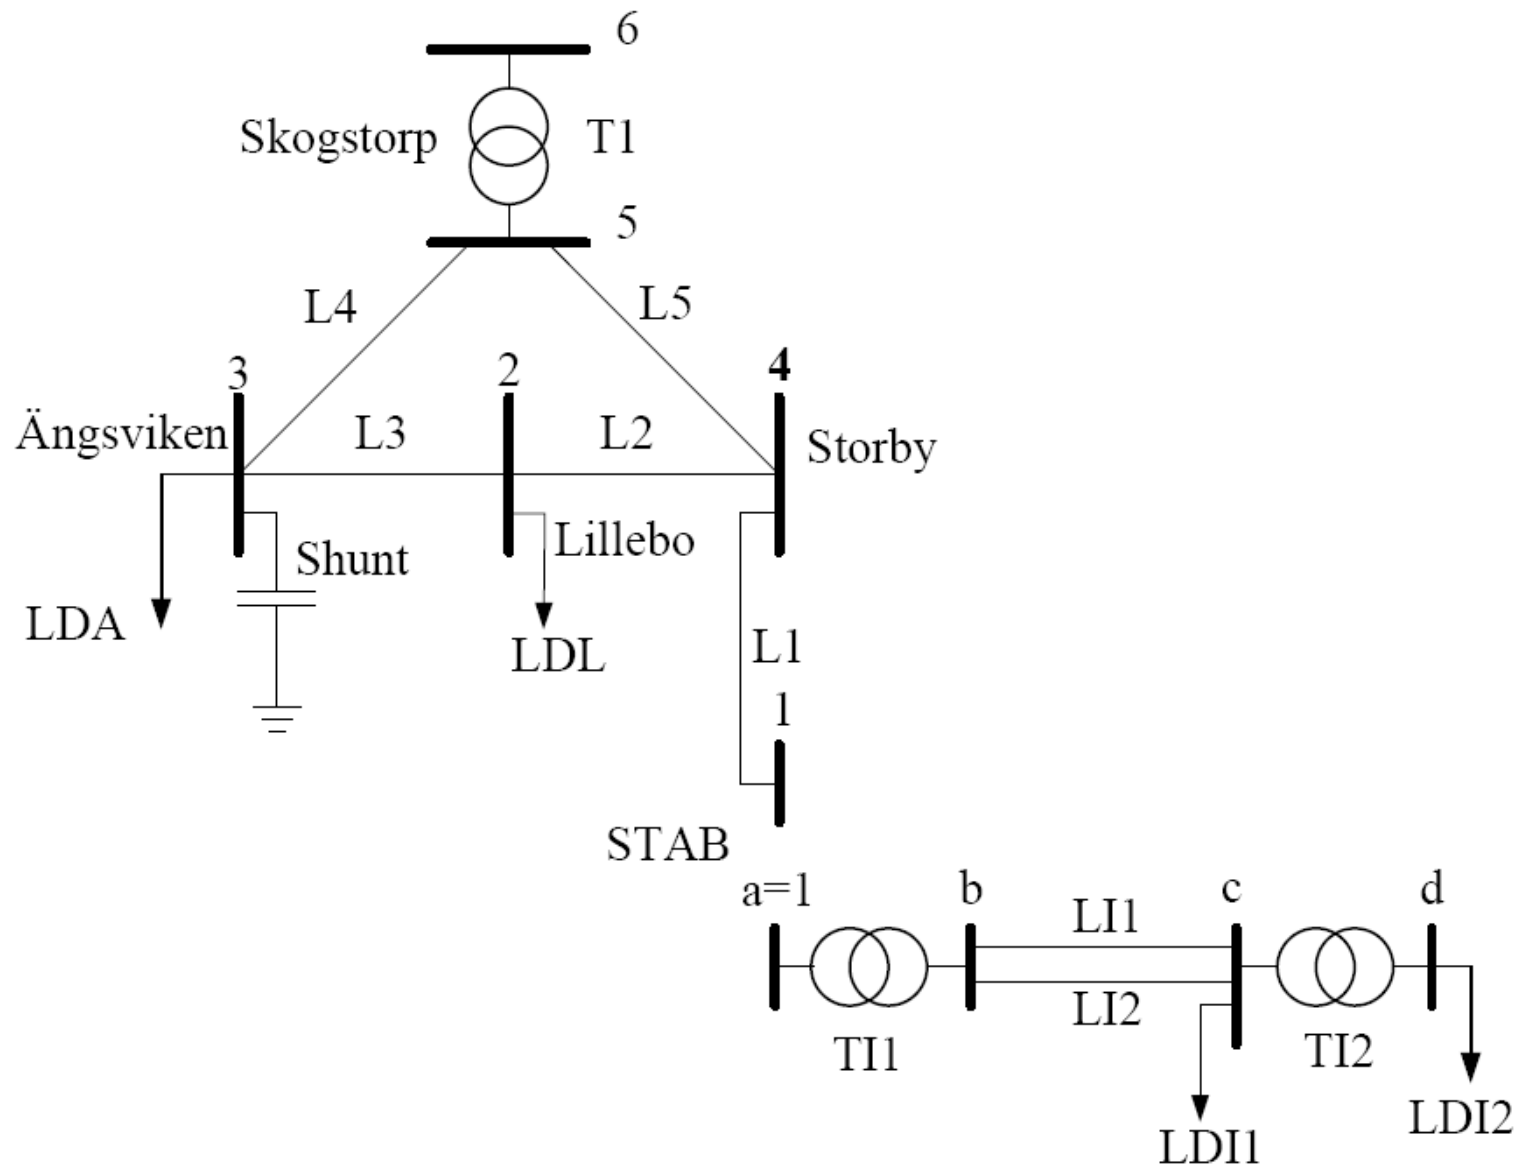 6
Skogstorp
T1
5
L4
L5
3
2
4
Ängsviken
L3
L2
Storby
Shunt
Lillebo
LDA
LDL
L1
1
STAB
a=1
b
LI1
c
d
LI2
TI1
TI2
LDI1
LDI2